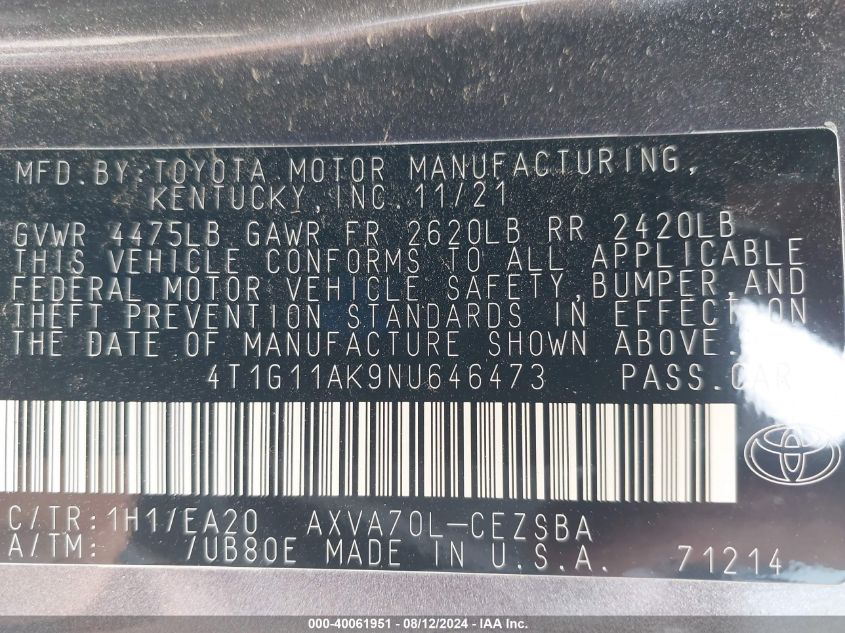 MFD.BY:TOYOTA MOTOR MANUFACTURING,
KENTUCKY,INC.11/21
GVWR 4475LB GAWR FR 2620LB RR 2420LB
THIS VEHICLE CONFORMS TO ALL APPLICABLE
FEDERAL MOTOR VEHICLE SAFETY,BUMPER,AND
THEFT PREVENTION STANDARDS IN EFFECTION
THE DATE OF MANUFACTURE SHOWN ABOVE.
4T1G11AK9NU646473 PASS.CAR
C/TR:1H1/EA20 AXVA70L-CEZSBA
A/TM: /UB80E MADE IN U.S.A. 71214
000-40061951 - 08/12/2024 - IAA Inc.